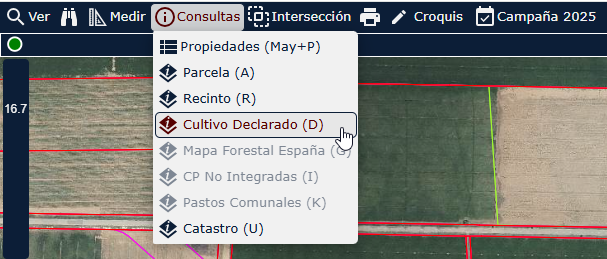 Ver Medir Consultas Intersección Croquis Campaña 2025
Propiedades (May+P)
16.7
Parcela (A)
Recinto (R)
Cultivo Declarado (D)
Mapa Forestal España (G)
CP No Integradas (I)
Pastos Comunales (K)
Catastro (U)